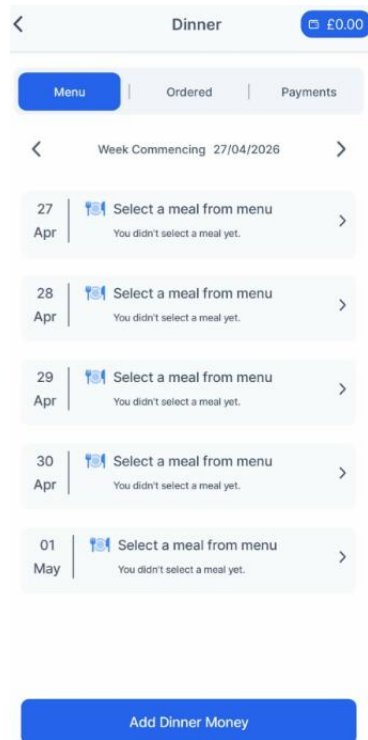 Dinner
£0.00
Menu | Ordered | Payments
Week Commencing 27/04/2026
27 Apr
Select a meal from menu
You didn't select a meal yet.
28 Apr
Select a meal from menu
You didn't select a meal yet.
29 Apr
Select a meal from menu
You didn't select a meal yet.
30 Apr
Select a meal from menu
You didn't select a meal yet.
01 May
Select a meal from menu
You didn't select a meal yet.
Add Dinner Money